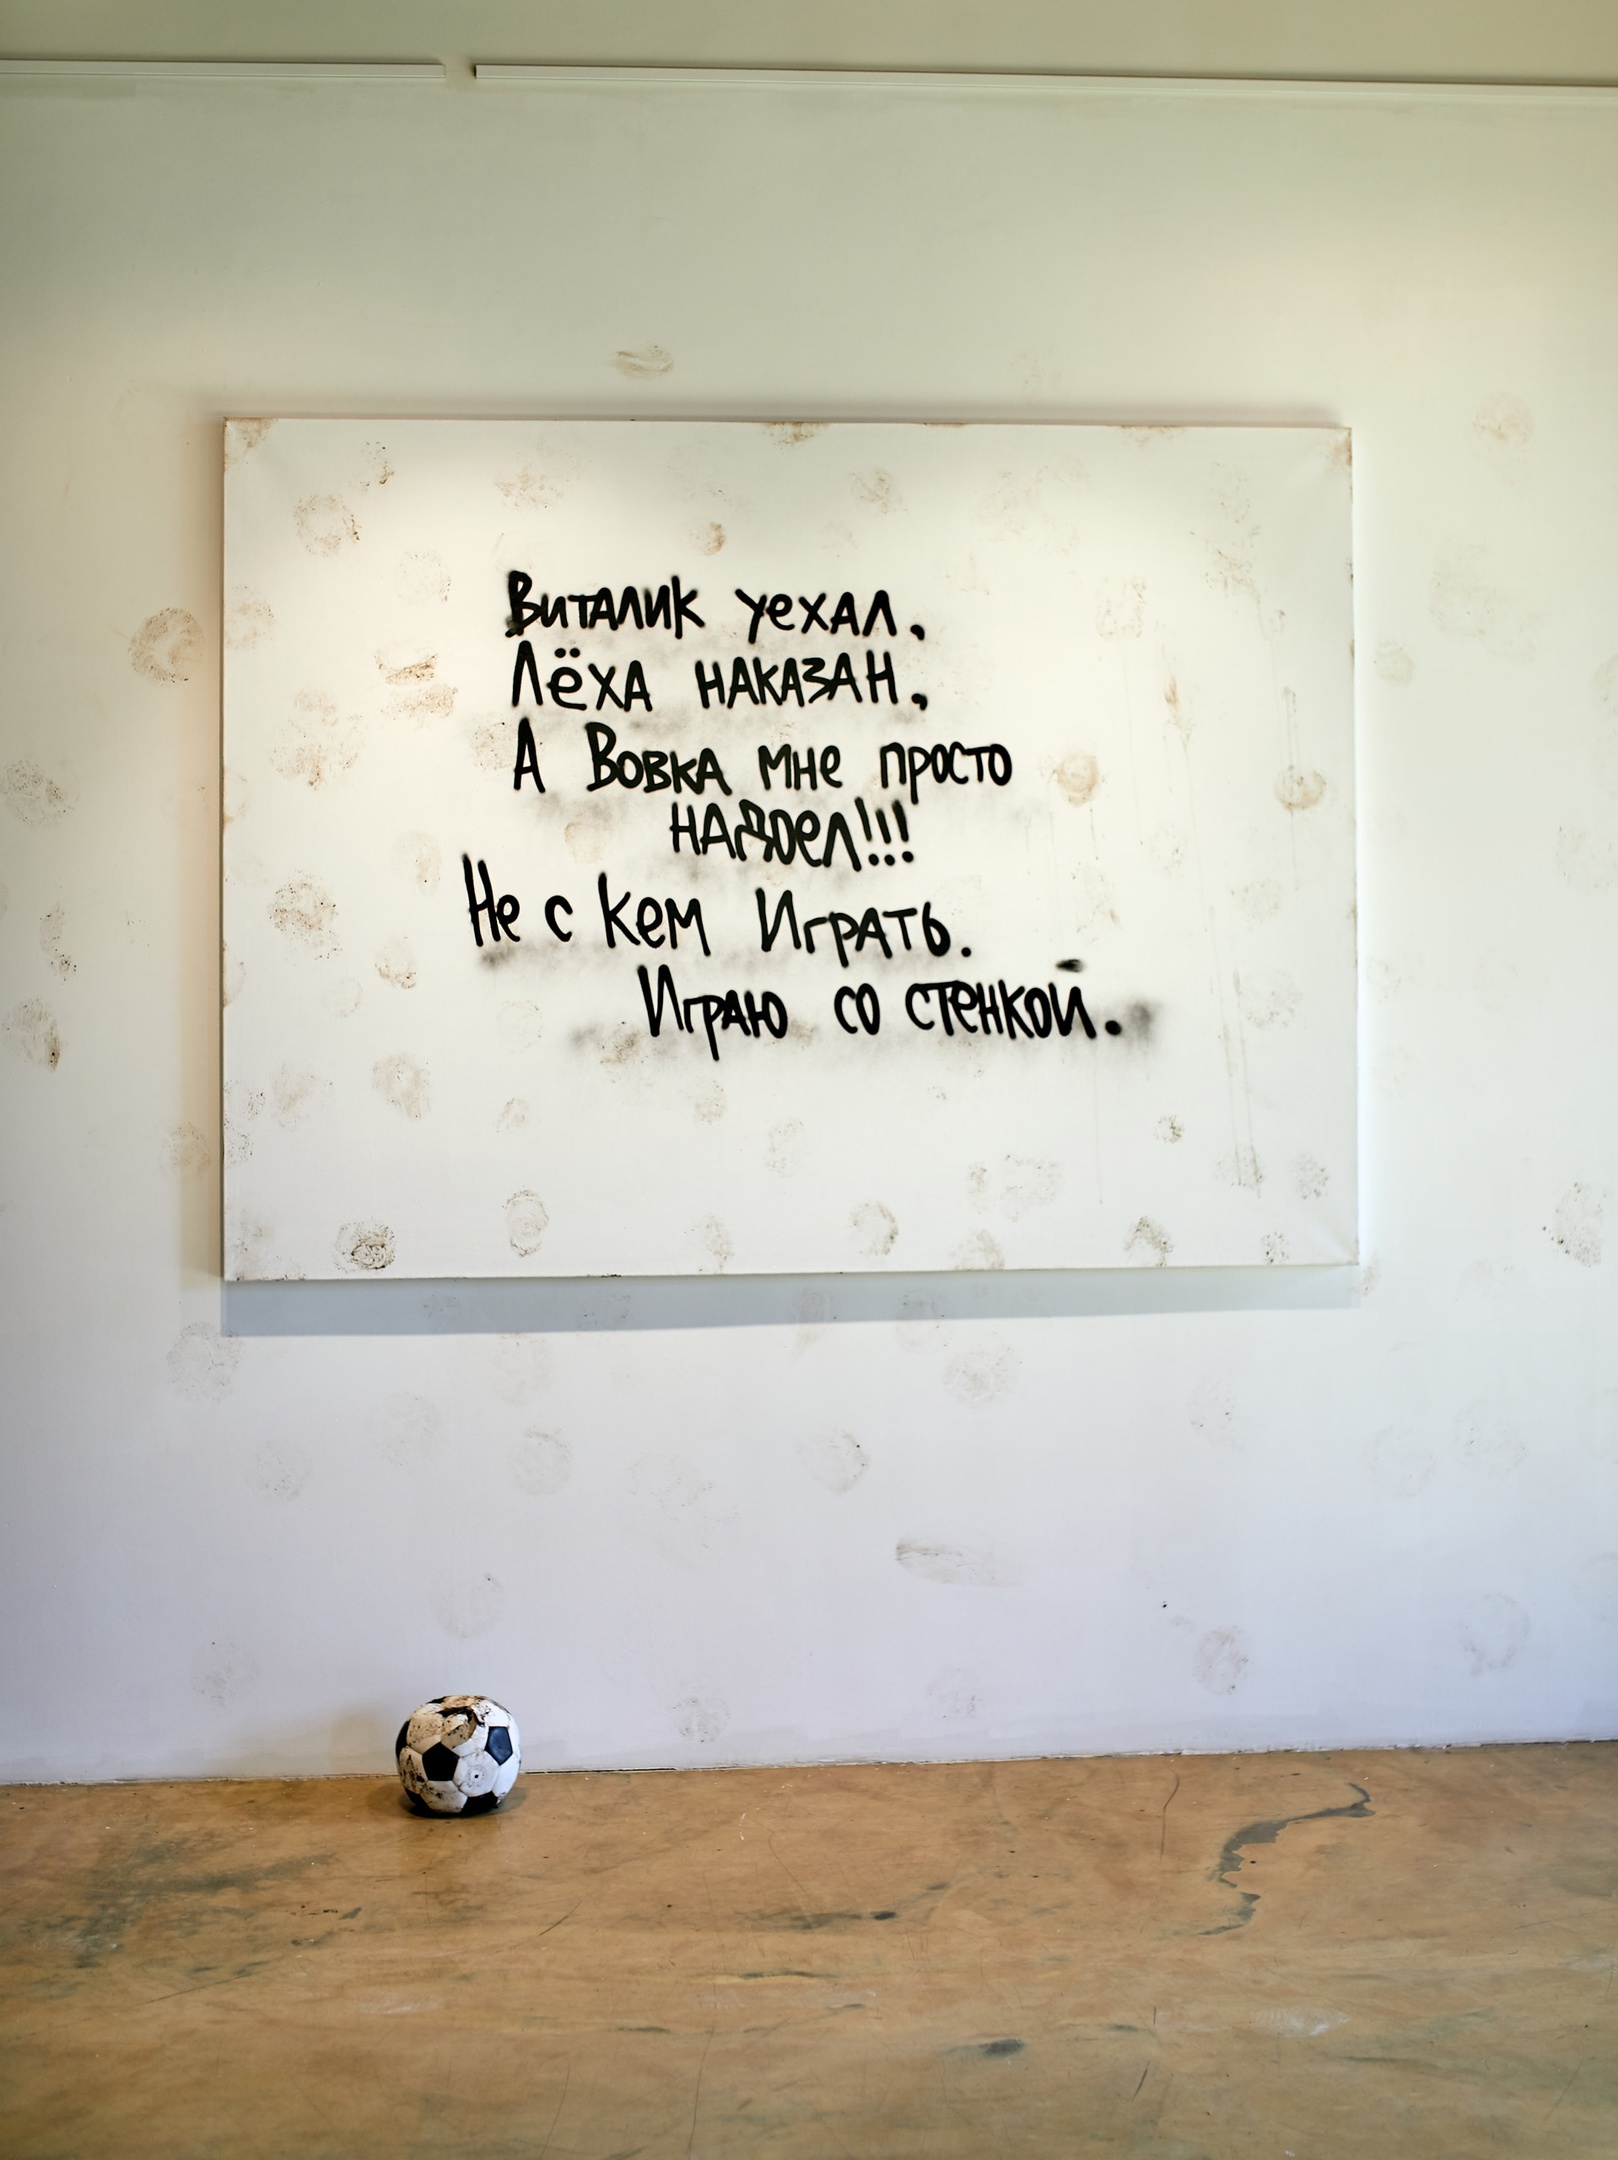 Виталик уехал,
Лёха наказан,
А Вовка мне просто
надоел!!!
Не с кем Играть.
Играю со стенкой.